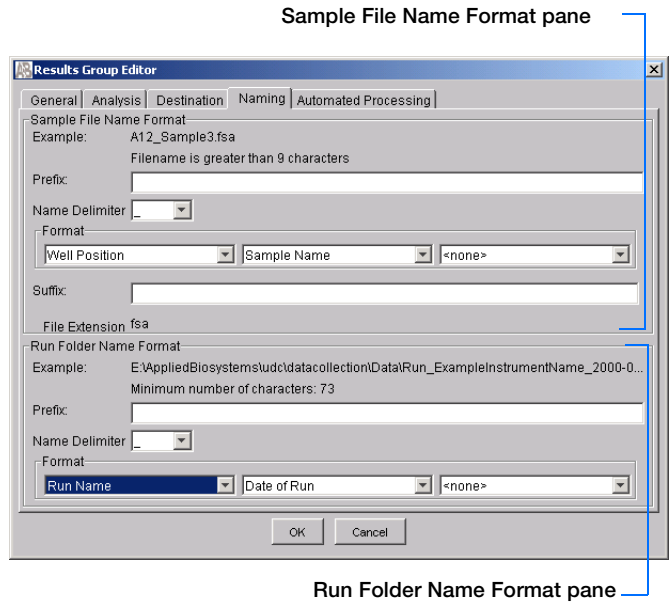 Sample File Name Format pane
Results Group Editor
General Analysis Destination Naming Automated Processing
Sample File Name Format
Example: A12_Sample3.fsa
Filename is greater than 9 characters
Prefix:
Name Delimiter _
Format
Well Position Sample Name <none>
Suffix:
File Extension fsa
Run Folder Name Format
Example: E:\AppliedBiosystems\udc\datacollection\Data\Run_ExampleInstrumentName_2000-0...
Minimum number of characters: 73
Prefix:
Name Delimiter _
Format
Run Name Date of Run <none>
OK Cancel
Run Folder Name Format pane